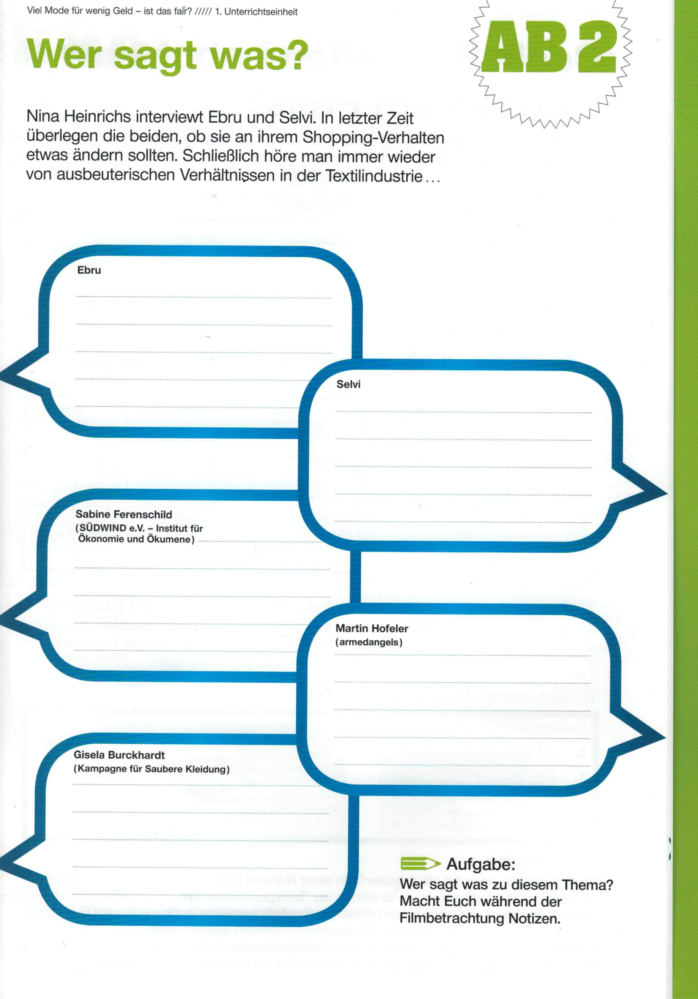 Viel Mode für wenig Geld – ist das fair? ///// 1. Unterrichtseinheit
Wer sagt was?
AB 2
Nina Heinrichs interviewt Ebru und Selvi. In letzter Zeit
überlegen die beiden, ob sie an ihrem Shopping-Verhalten
etwas ändern sollten. Schließlich höre man immer wieder
von ausbeuterischen Verhältnissen in der Textilindustrie...
Ebru
Selvi
Sabine Ferenschild
(SÜDWIND e.V. – Institut für
Ökonomie und Ökumene)
Martin Hofeler
(armedangels)
Gisela Burckhardt
(Kampagne für Saubere Kleidung)
Aufgabe:
Wer sagt was zu diesem Thema?
Macht Euch während der
Filmbetrachtung Notizen.